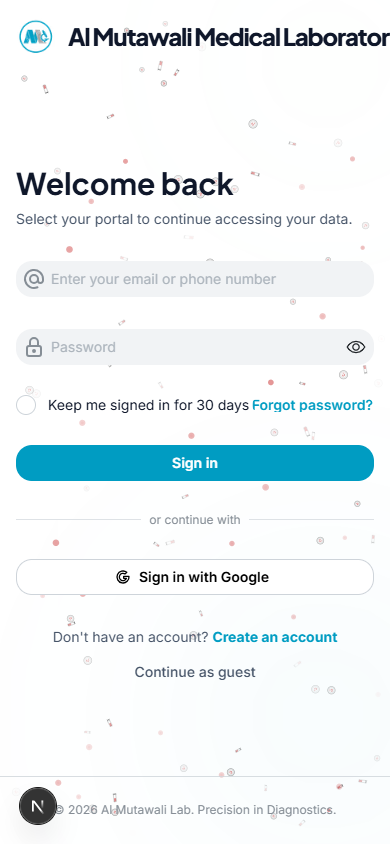 Al Mutawali Medical Laborator
Welcome back
Select your portal to continue accessing your data.
Enter your email or phone number
Password
Keep me signed in for 30 days Forgot password?
Sign in
or continue with
Sign in with Google
Don't have an account? Create an account
Continue as guest
N © 2026 Al Mutawali Lab. Precision in Diagnostics.